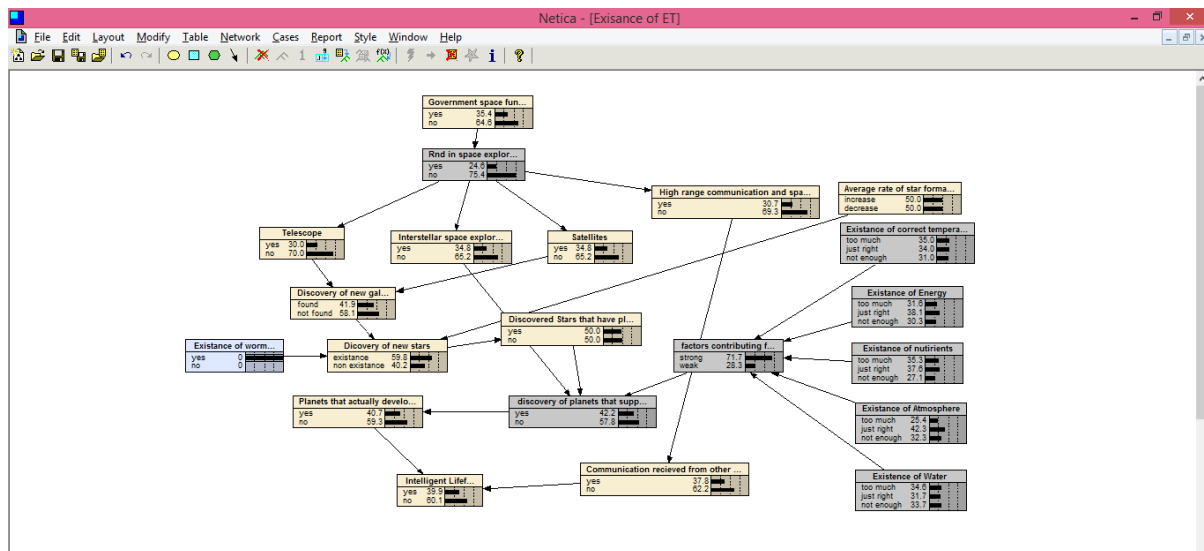 Netica - [Exisance of ET]
File Edit Layout Modify Table Network Cases Report Style Window Help
Government space fun...
yes 35.4
no 64.6
Rnd in space explor...
yes 24.6
no 75.4
High range communication and spa...
yes 30.7
no 69.3
Average rate of star forma...
increase 50.0
decrease 50.0
Telescope
yes 30.0
no 70.0
Interstellar space explor...
yes 34.8
no 65.2
Satellites
yes 34.8
no 65.2
Existance of correct tempera...
too much 35.0
just right 34.0
not enough 31.0
Discovery of new gal...
found 41.9
not found 58.1
Existance of Energy
too much 31.6
just right 38.1
not enough 30.3
Discovered Stars that have pl...
yes 50.0
no 50.0
Existance of worm...
yes 0
no 0
Dicovery of new stars
existance 59.8
non existance 40.2
factors contributing f...
strong 71.7
weak 28.3
Existance of nutirients
too much 35.3
just right 37.6
not enough 27.1
Planets that actually develo...
yes 40.7
no 59.3
discovery of planets that supp...
yes 42.2
no 57.8
Existance of Atmosphere
too much 25.4
just right 42.3
not enough 32.3
Intelligent Lifef...
yes 39.9
no 60.1
Communication recieved from other ...
yes 37.8
no 62.2
Existence of Water
too much 34.6
just right 31.7
not enough 33.7